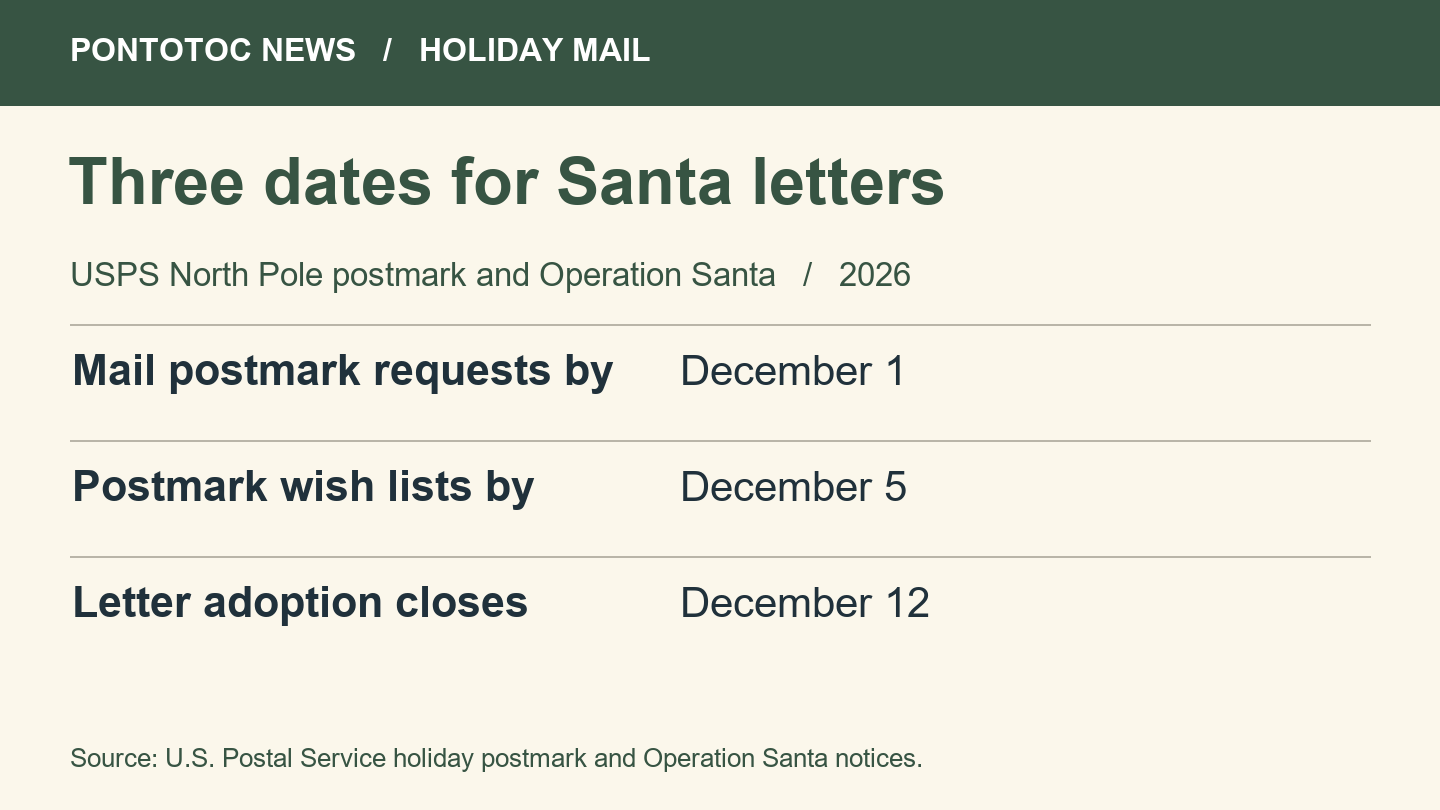 PONTOTOC NEWS / HOLIDAY MAIL
Three dates for Santa letters
USPS North Pole postmark and Operation Santa / 2026
Mail postmark requests by December 1
Postmark wish lists by December 5
Letter adoption closes December 12
Source: U.S. Postal Service holiday postmark and Operation Santa notices.